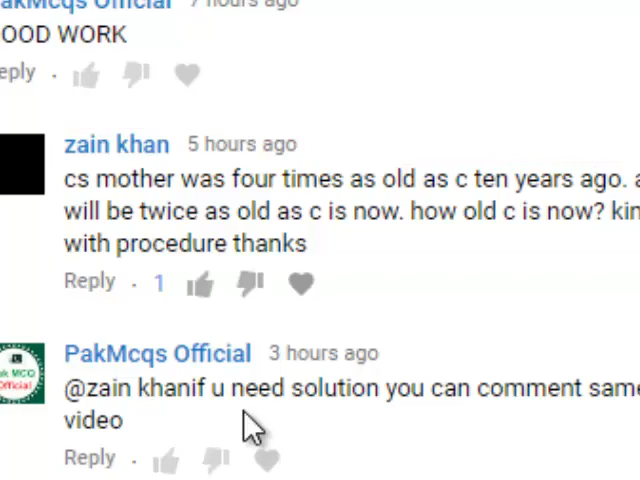 PakMcqs Official 7 hours ago
OOD WORK
eply .
zain khan 5 hours ago
cs mother was four times as old as c ten years ago. a
will be twice as old as c is now. how old c is now? kin
with procedure thanks
Reply . 1
PakMcqs Official 3 hours ago
@zain khanif u need solution you can comment same
video
Reply .